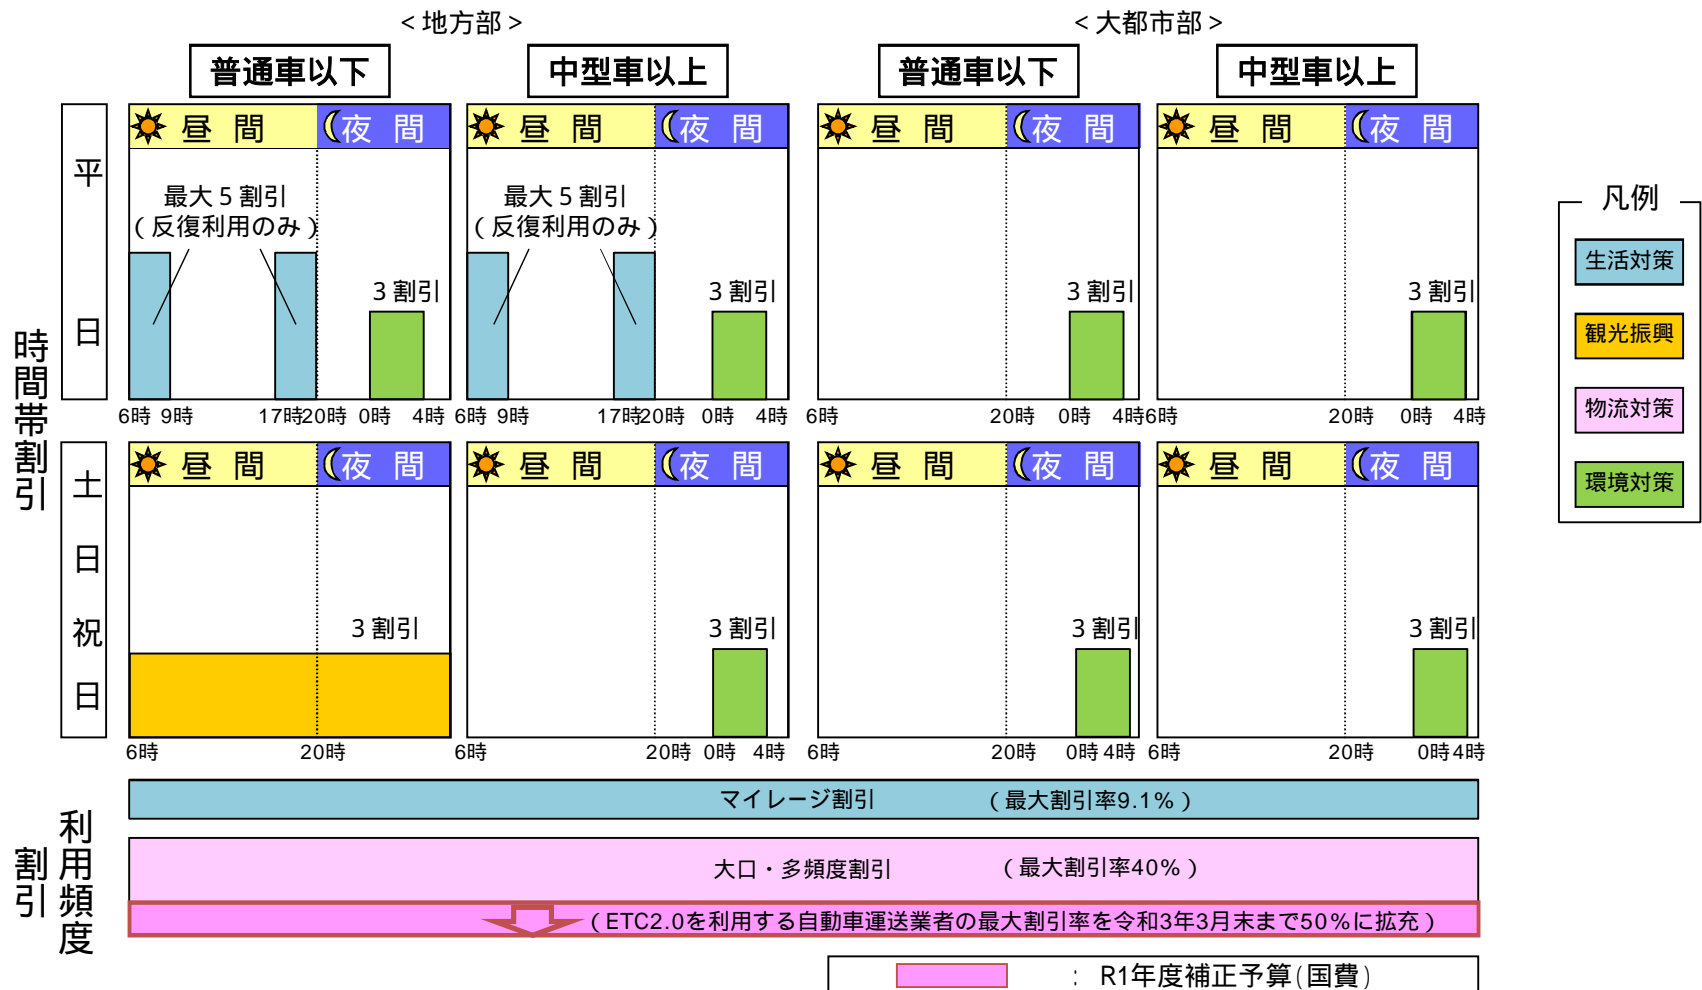 ＜地方部＞
＜大都市部＞
普通車以下
中型車以上
普通車以下
中型車以上
時間帯割引
平日
昼間 夜間
最大５割引
（反復利用のみ）
３割引
6時 9時 17時 20時 0時 4時
昼間 夜間
最大５割引
（反復利用のみ）
３割引
6時 9時 17時 20時 0時 4時
昼間 夜間
３割引
6時 20時 0時 4時
昼間 夜間
３割引
6時 20時 0時 4時
土日祝日
昼間 夜間
３割引
6時 20時
昼間 夜間
３割引
6時 20時 0時 4時
昼間 夜間
３割引
6時 20時 0時 4時
昼間 夜間
３割引
6時 20時 0時 4時
凡例
生活対策
観光振興
物流対策
環境対策
利用頻度
割引
マイレージ割引 （最大割引率9.1%）
大口・多頻度割引 （最大割引率40%）
（ETC2.0を利用する自動車運送業者の最大割引率を令和3年3月末まで50%に拡充）
： R1年度補正予算(国費)